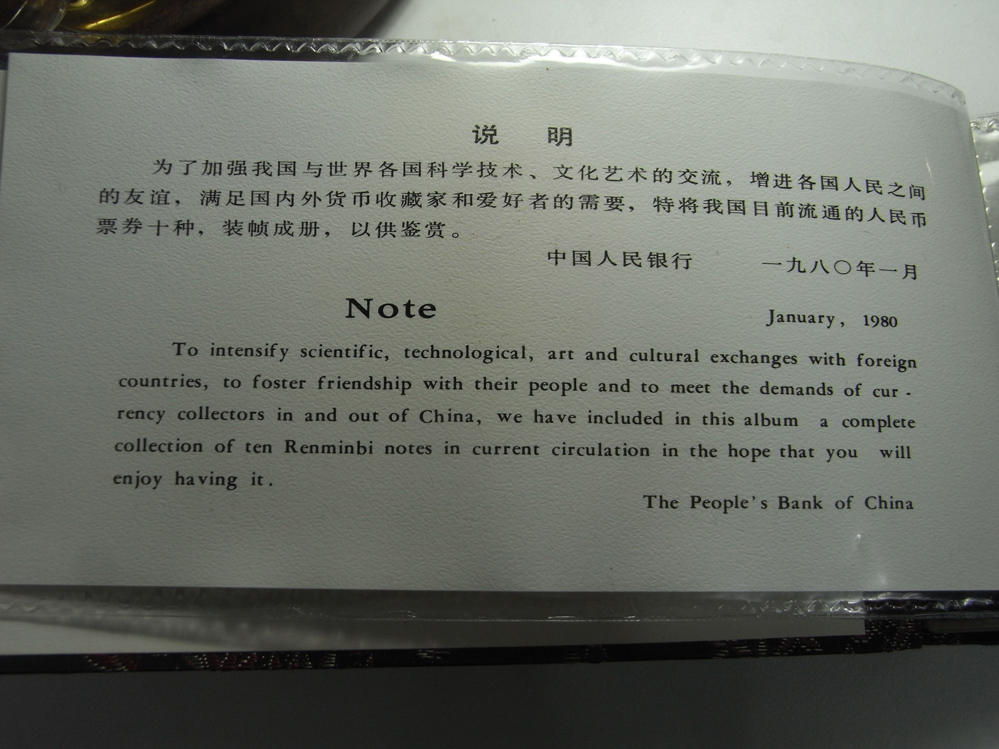 说 明
为了加强我国与世界各国科学技术、文化艺术的交流，增进各国人民之间
的友谊，满足国内外货币收藏家和爱好者的需要，特将我国目前流通的人民币
票券十种，装帧成册，以供鉴赏。
中国人民银行 一九八〇年一月
Note
January, 1980
To intensify scientific, technological, art and cultural exchanges with foreign
countries, to foster friendship with their people and to meet the demands of cur-
rency collectors in and out of China, we have included in this album a complete
collection of ten Renminbi notes in current circulation in the hope that you will
enjoy having it.
The People's Bank of China